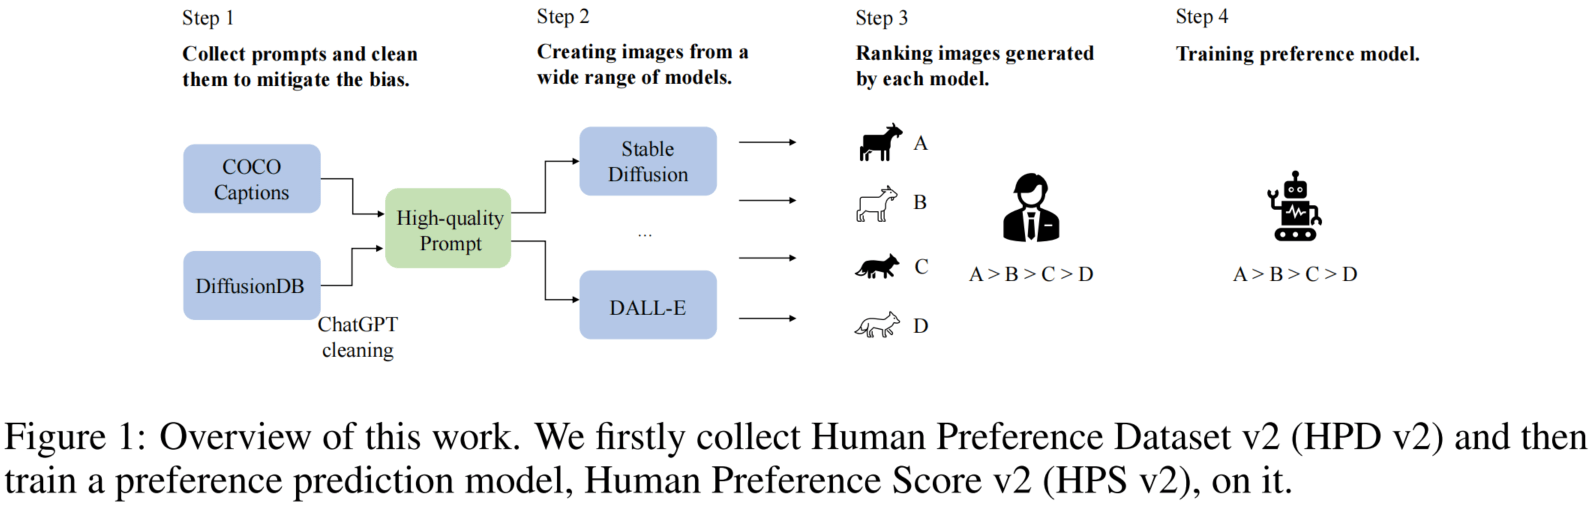 Step 1
Collect prompts and clean
them to mitigate the bias.
COCO
Captions
DiffusionDB
ChatGPT
cleaning
High-quality
Prompt
Step 2
Creating images from a
wide range of models.
Stable
Diffusion
...
DALL-E
Step 3
Ranking images generated
by each model.
A
B
C
D
A > B > C > D
Step 4
Training preference model.
A > B > C > D
Figure 1: Overview of this work. We firstly collect Human Preference Dataset v2 (HPD v2) and then
train a preference prediction model, Human Preference Score v2 (HPS v2), on it.